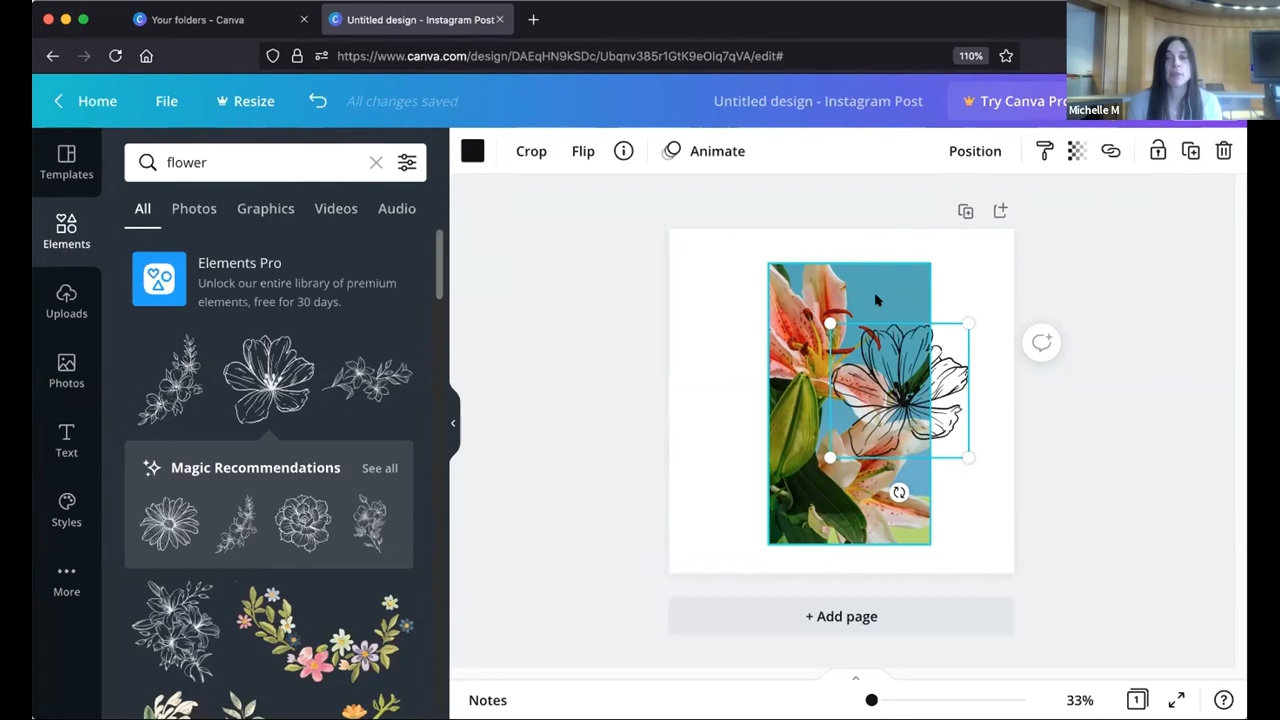 Your folders - Canva
Untitled design - Instagram Post
https://www.canva.com/design/DAEqHN9kSDc/Ubqnv385r1GtK9eOlq7qVA/edit#
110%
Home
File
Resize
All changes saved
Untitled design - Instagram Post
Try Canva Pro
Michelle M
Templates
Elements
Uploads
Photos
Text
Styles
More
flower
All
Photos
Graphics
Videos
Audio
Elements Pro
Unlock our entire library of premium
elements, free for 30 days.
Magic Recommendations
See all
Crop
Flip
Animate
Position
+ Add page
Notes
33%
1